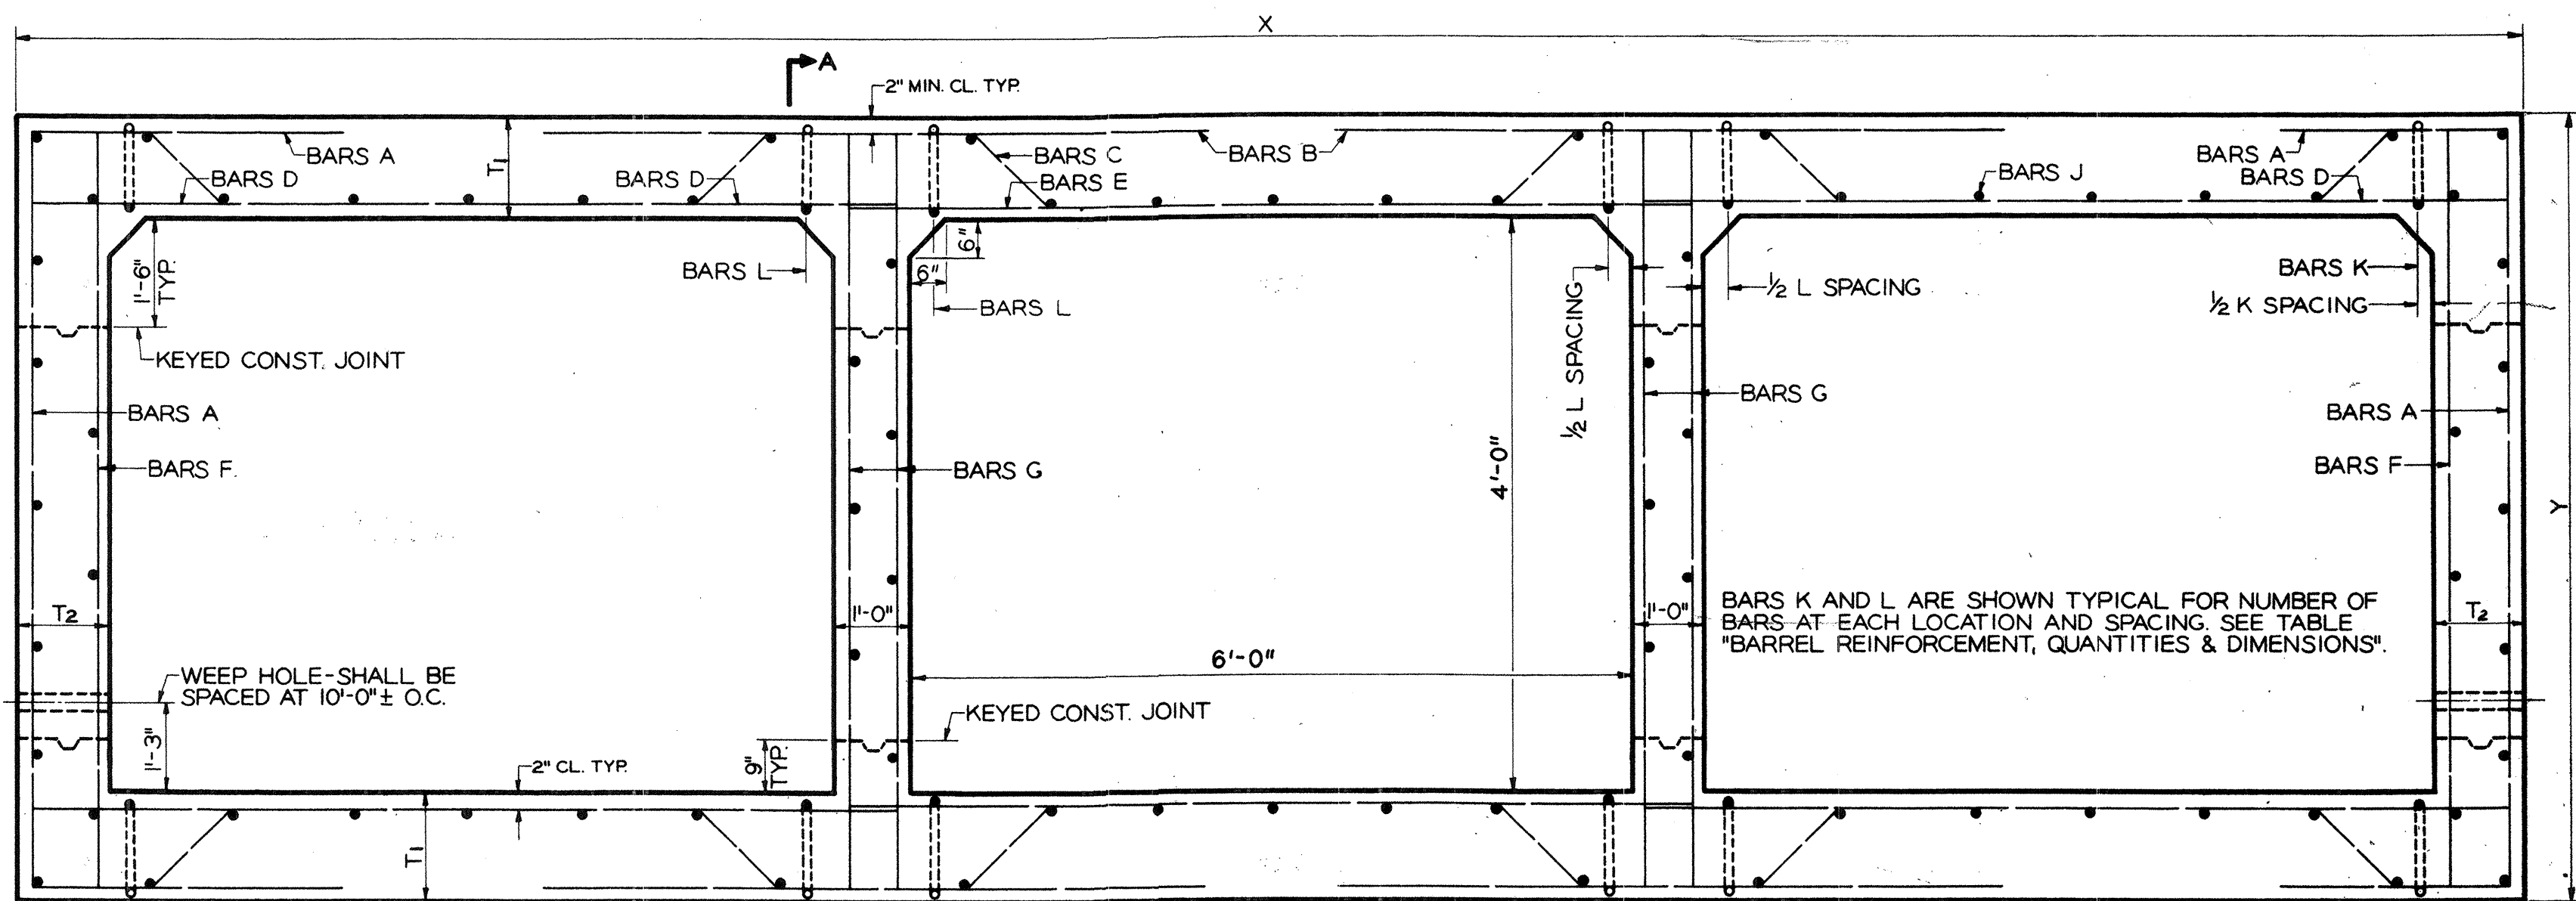 X
A
2" MIN. CL. TYP.
BARS A
BARS D
T1
BARS D
BARS C
BARS E
BARS B
BARS J
BARS A
BARS D
1'-6"
TYP.
KEYED CONST. JOINT
BARS L
6"
6"
BARS L
½ L SPACING
½ L SPACING
BARS K
½ K SPACING
BARS A
BARS F.
BARS G
4'-0"
BARS G
BARS A
BARS F
Y
T2
1'-0"
6'-0"
1'-0"
BARS K AND L ARE SHOWN TYPICAL FOR NUMBER OF
BARS AT EACH LOCATION AND SPACING. SEE TABLE
"BARREL REINFORCEMENT, QUANTITIES & DIMENSIONS".
T2
WEEP HOLE-SHALL BE
SPACED AT 10'-0"± O.C.
1'-3"
KEYED CONST. JOINT
9"
TYP.
2" CL. TYP.
T1